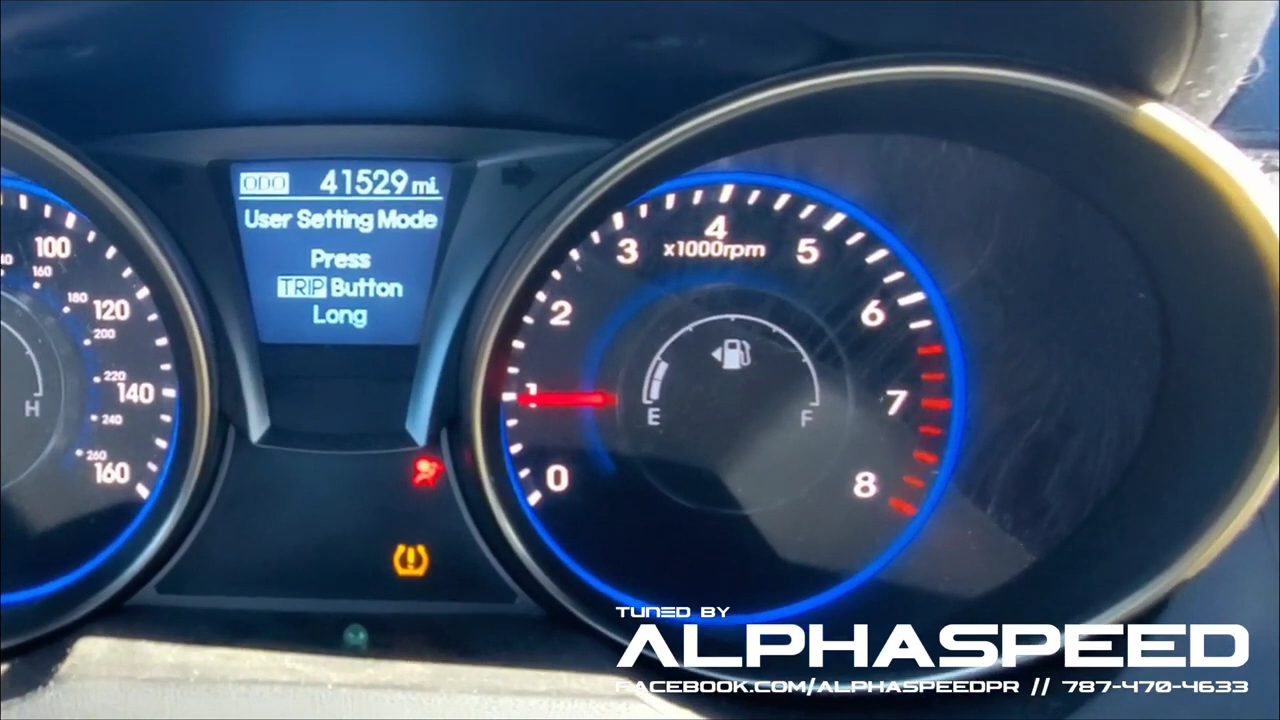 ODO 41529 mi.
User Setting Mode
Press
TRIP Button
Long
100
120
140
160
160
180
200
220
240
260
H
0
1
2
3
4
5
6
7
8
x1000rpm
E
F
TUNED BY
ALPHASPEED
FACEBOOK.COM/ALPHASPEEDPR // 787-470-4633